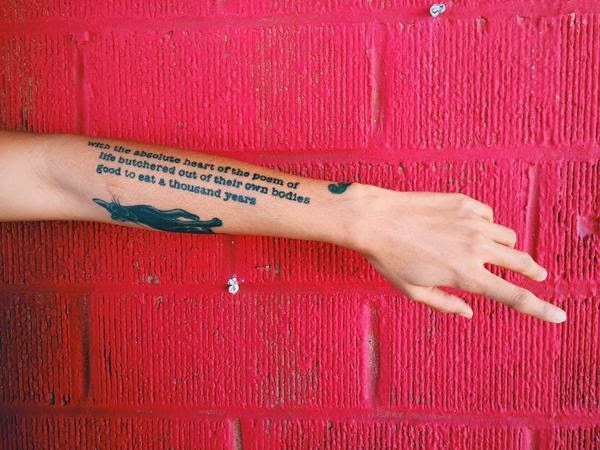 with the absolute heart of the poem of
life butchered out of their own bodies
good to eat a thousand years